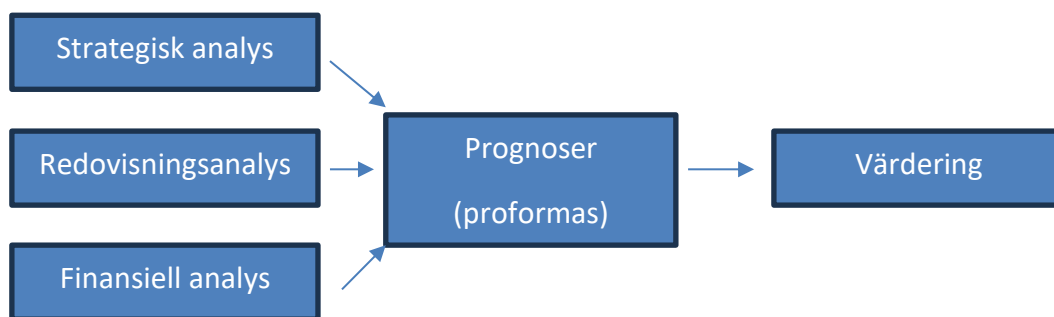 Strategisk analys
Redovisningsanalys
Finansiell analys
Prognoser
(proformas)
Värdering